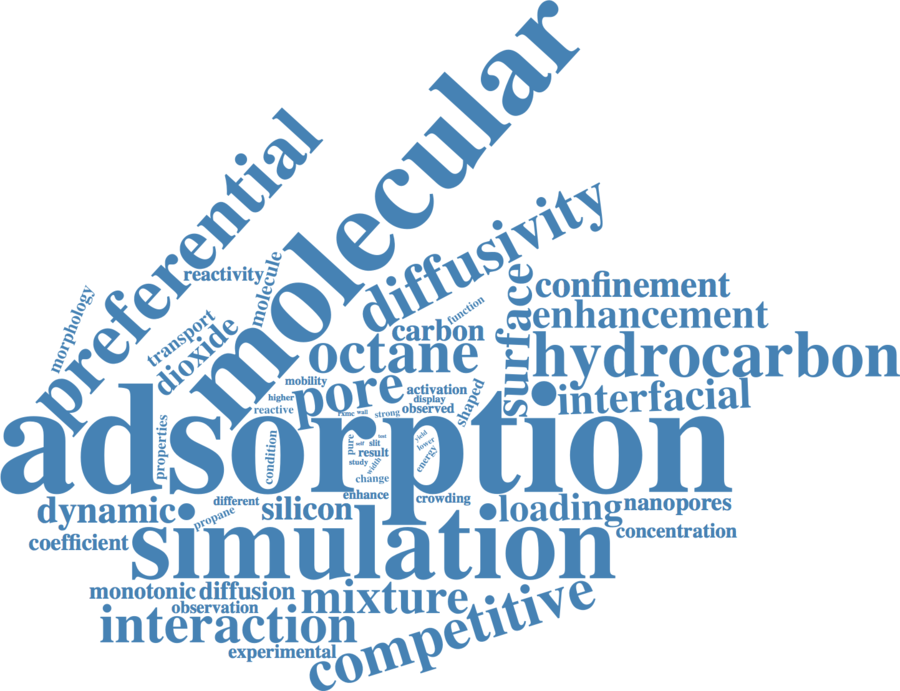 molecular
preferential
diffusivity
reactivity
molecule
morphology
transport
dioxide
function
carbon
octane
surface
confinement
enhancement
hydrocarbon
interfacial
mobility
pore
activation
display
observed
shaped
higher
reactive
strong
wall
adsorption
properties
condition
pure
self
slit
result
study
width
change
yield
lower
energy
enhance
crowding
dynamic
different
propane
silicon
loading
nanopores
coefficient
simulation
concentration
monotonic
diffusion
observation
mixture
interaction
competitive
experimental